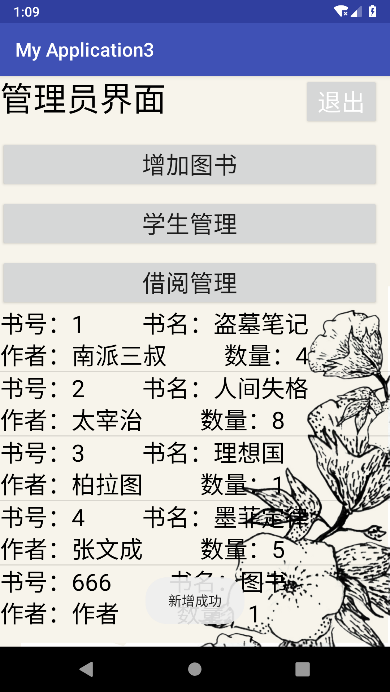 1:09
My Application3
管理员界面 退出
增加图书
学生管理
借阅管理
书号：1 书名：盗墓笔记
作者：南派三叔 数量：4
书号：2 书名：人间失格
作者：太宰治 数量：8
书号：3 书名：理想国
作者：柏拉图 数量：1
书号：4 书名：墨菲定律
作者：张文成 数量：5
书号：666 书名：图书
作者：作者 数量：1
新增成功